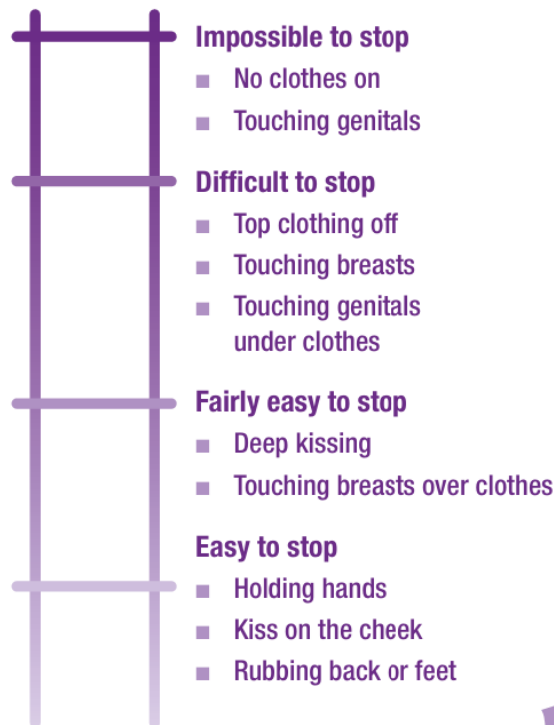 Impossible to stop
■ No clothes on
■ Touching genitals
Difficult to stop
■ Top clothing off
■ Touching breasts
■ Touching genitals
under clothes
Fairly easy to stop
■ Deep kissing
■ Touching breasts over clothes
Easy to stop
■ Holding hands
■ Kiss on the cheek
■ Rubbing back or feet